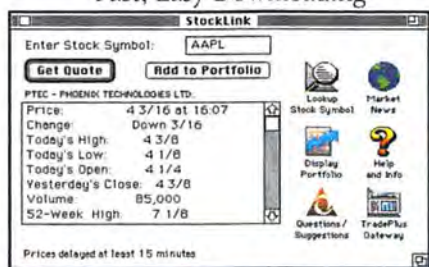 Fast, Easy Downloading
StockLink
Enter Stock Symbol: AAPL
Get Quote Add to Portfolio
PTEC - PHOENIX TECHNOLOGIES LTD.
Price: 4 3/16 at 16:07
Change: Down 3/16
Today's High: 4 3/8
Today's Low: 4 1/8
Today's Open: 4 1/4
Yesterday's Close: 4 3/8
Volume: 85,000
52-Week High: 7 1/8
Lookup Stock Symbol
Market News
Display Portfolio
Help and Info
Questions / Suggestions
TradePlus Gateway
Prices delayed at least 15 minutes